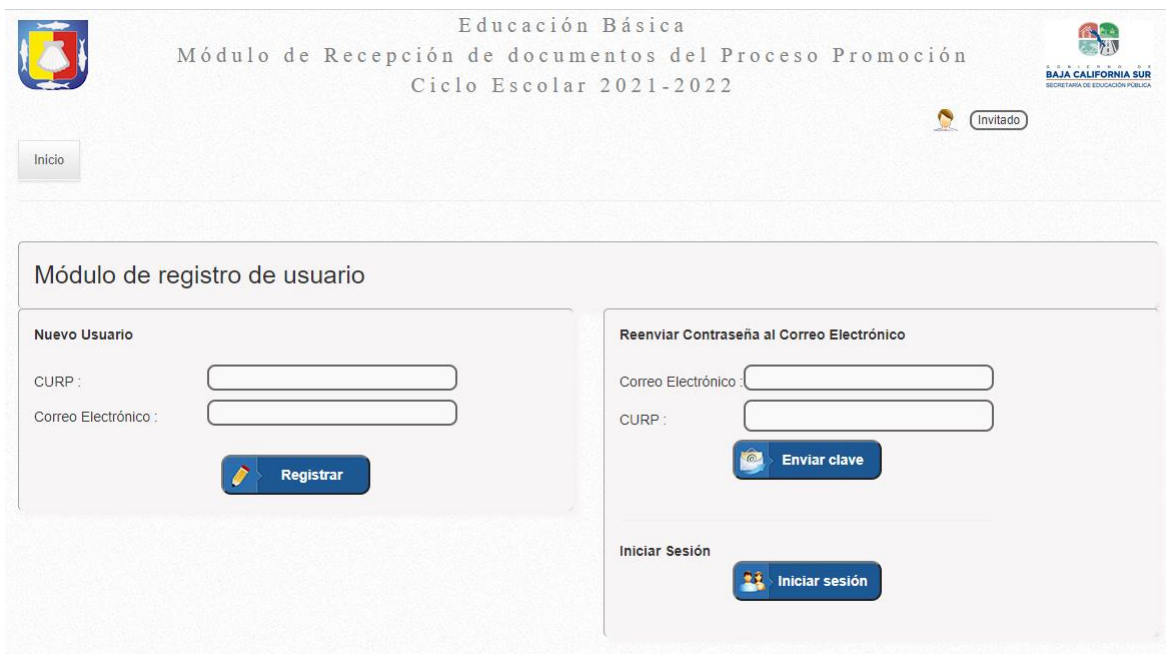 Educación Básica
Módulo de Recepción de documentos del Proceso Promoción
Ciclo Escolar 2021-2022
GOBIERNO DE
BAJA CALIFORNIA SUR
SECRETARÍA DE EDUCACIÓN PÚBLICA
Invitado
Inicio
Módulo de registro de usuario
Nuevo Usuario
CURP :
Correo Electrónico :
Registrar
Reenviar Contraseña al Correo Electrónico
Correo Electrónico :
CURP :
Enviar clave
Iniciar Sesión
Iniciar sesión